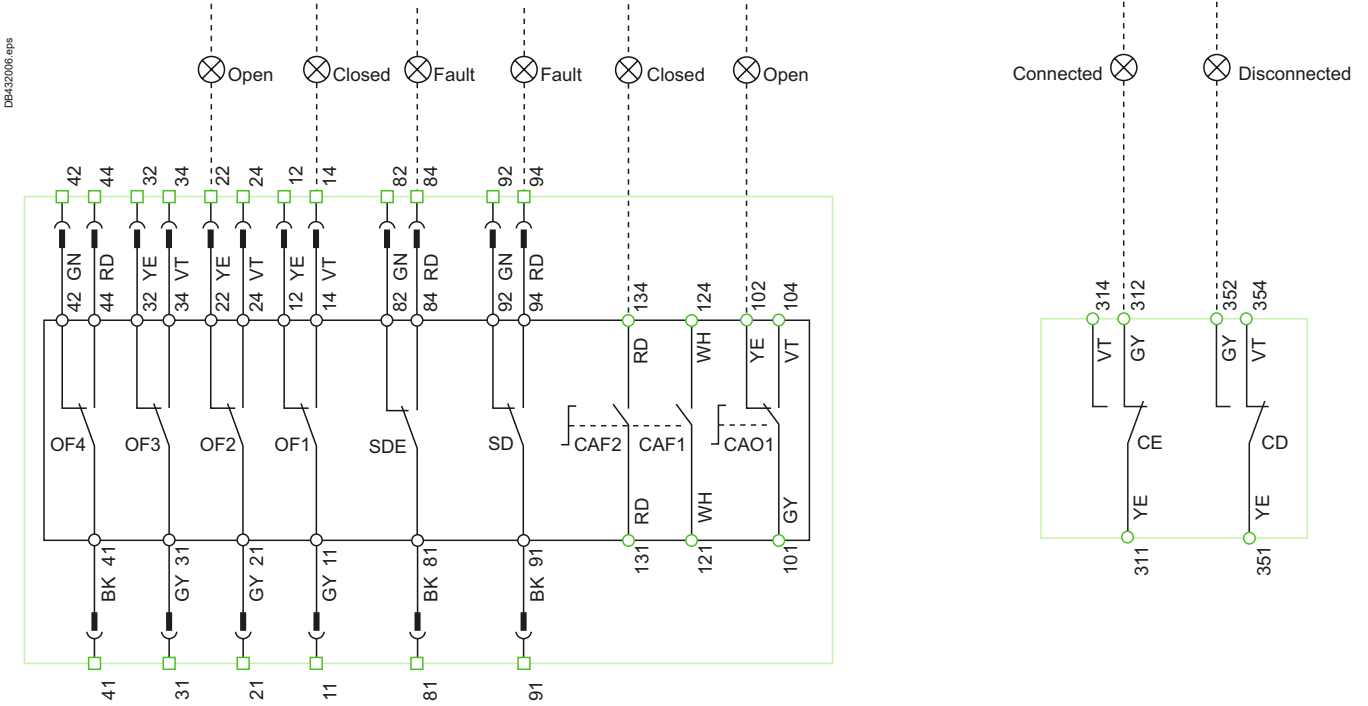 DB432006.eps
Open
Closed
Fault
Fault
Closed
Open
Connected
Disconnected
42 44 32 34 22 24 12 14 82 84 92 94
GN RD YE VT YE VT YE VT GN RD GN RD
42 44 32 34 22 24 12 14 82 84 92 94 134 124 102 104
314 312 352 354
RD WH YE VT
VT GY GY VT
OF4 OF3 OF2 OF1 SDE SD CAF2 CAF1 CAO1
CE CD
RD WH GY
YE YE
41 31 21 11 81 91 131 121 101
311 351
BK GY GY GY BK BK
41 31 21 11 81 91